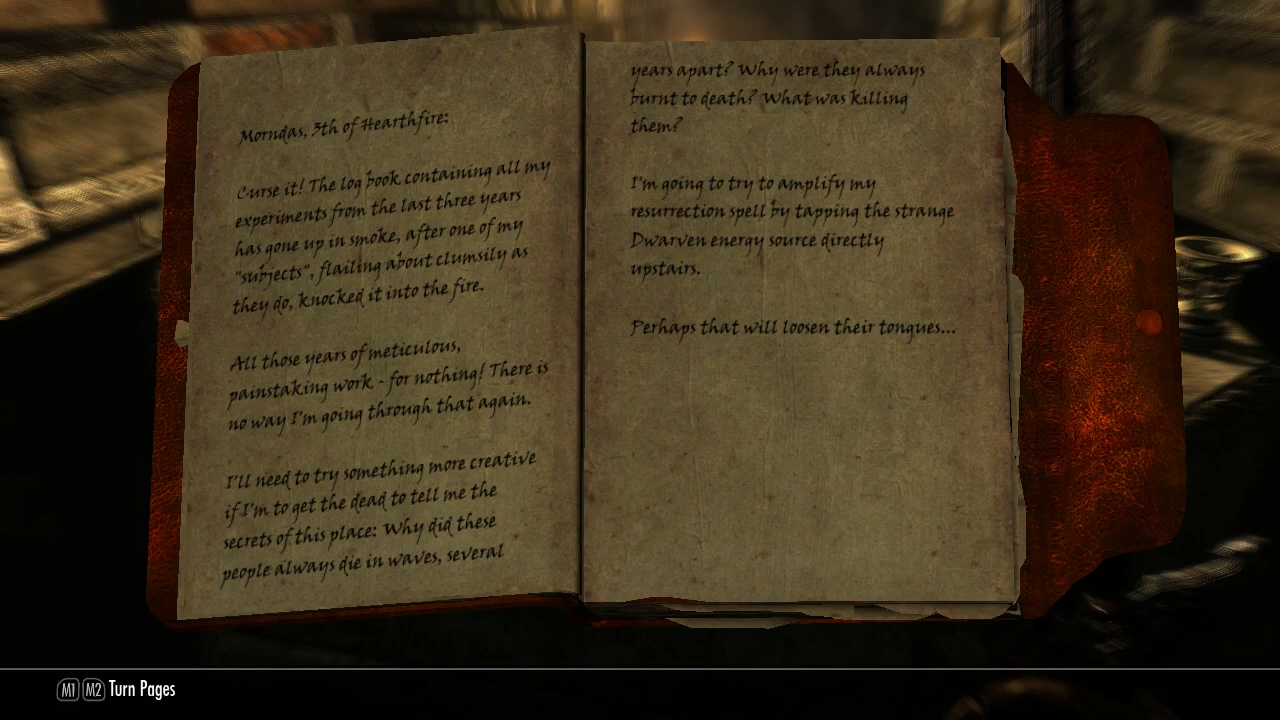 Morndas, 3th of Hearthfire:
Curse it! The log book containing all my
experiments from the last three years
has gone up in smoke, after one of my
"subjects", flailing about clumsily as
they do, knocked it into the fire.
All those years of meticulous,
painstaking work - for nothing! There is
no way I'm going through that again.
I'll need to try something more creative
if I'm to get the dead to tell me the
secrets of this place: Why did these
people always die in waves, several
years apart? Why were they always
burnt to death? What was killing
them?
I'm going to try to amplify my
resurrection spell by tapping the strange
Dwarven energy source directly
upstairs.
Perhaps that will loosen their tongues...
M1 M2 Turn Pages